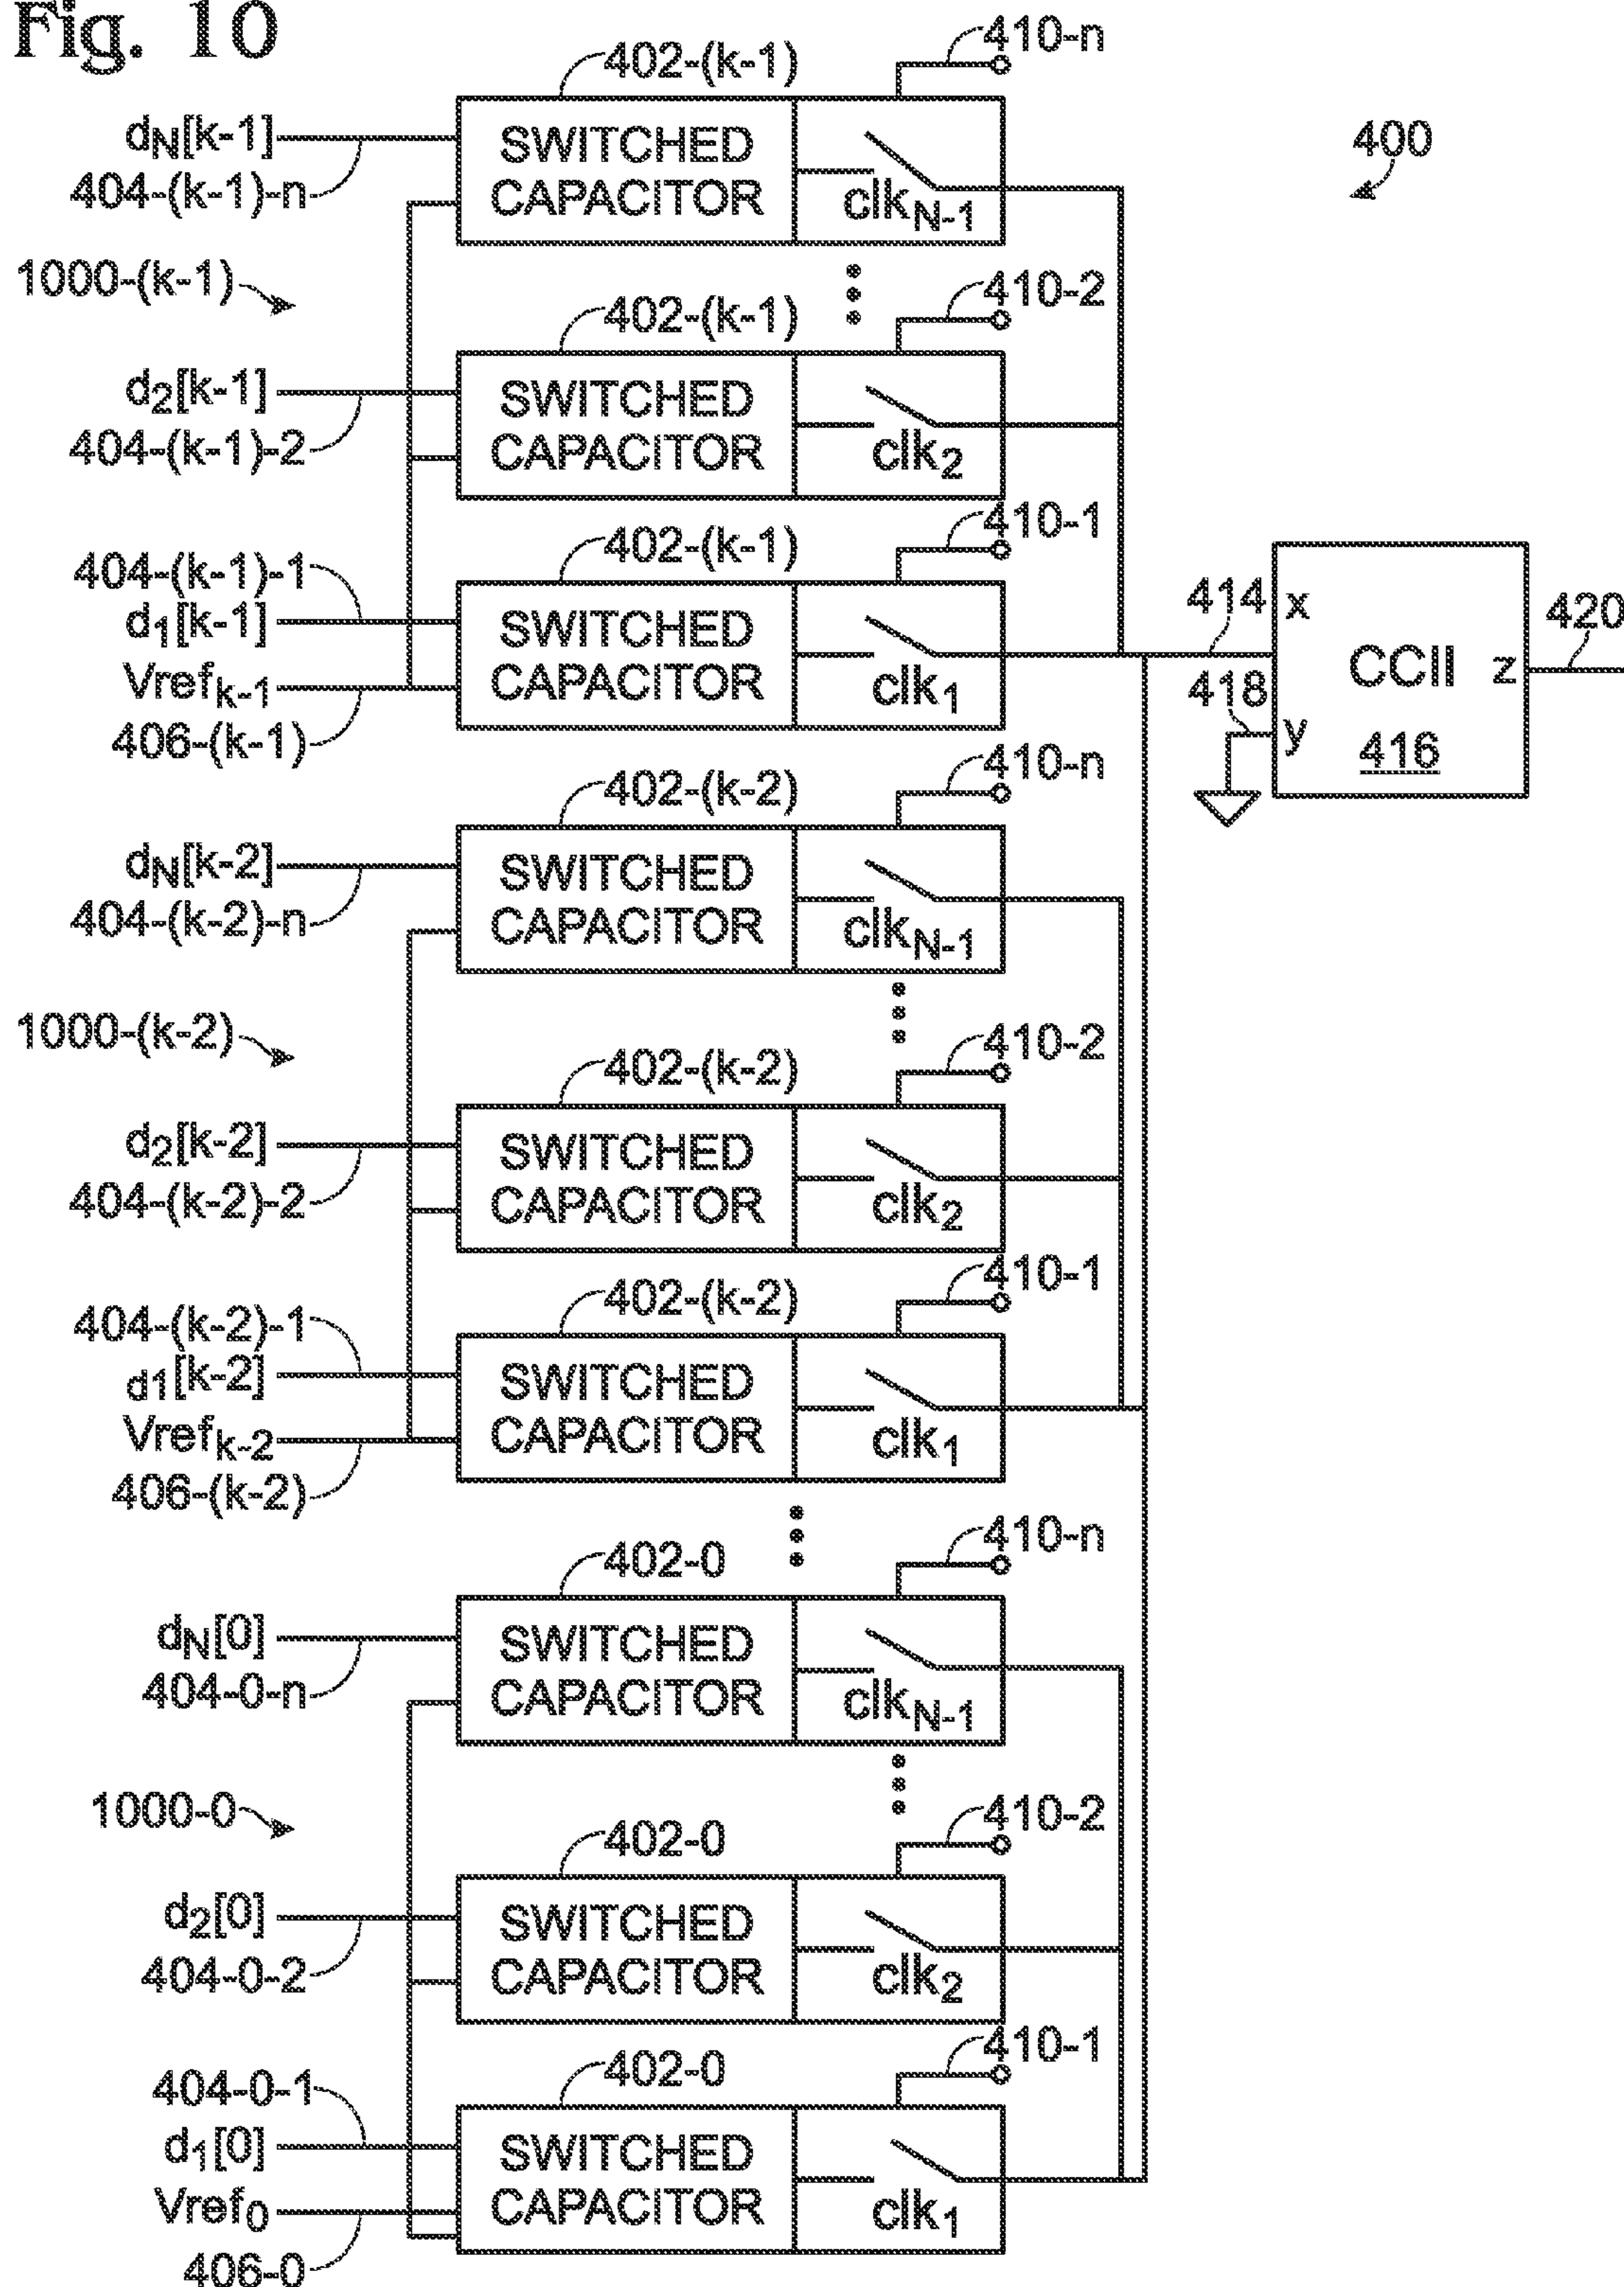 Fig. 10
402-(k-1)
410-n
dN[k-1]
404-(k-1)-n
SWITCHED
CAPACITOR
clkN-1
400
1000-(k-1)
402-(k-1)
410-2
d2[k-1]
404-(k-1)-2
SWITCHED
CAPACITOR
clk2
402-(k-1)
410-1
404-(k-1)-1
d1[k-1]
Vrefk-1
406-(k-1)
SWITCHED
CAPACITOR
clk1
414
418
x
y
CCII
416
z
420
402-(k-2)
410-n
dN[k-2]
404-(k-2)-n
SWITCHED
CAPACITOR
clkN-1
1000-(k-2)
402-(k-2)
410-2
d2[k-2]
404-(k-2)-2
SWITCHED
CAPACITOR
clk2
402-(k-2)
410-1
404-(k-2)-1
d1[k-2]
Vrefk-2
406-(k-2)
SWITCHED
CAPACITOR
clk1
402-0
410-n
dN[0]
404-0-n
SWITCHED
CAPACITOR
clkN-1
1000-0
402-0
410-2
d2[0]
404-0-2
SWITCHED
CAPACITOR
clk2
402-0
410-1
404-0-1
d1[0]
Vref0
406-0
SWITCHED
CAPACITOR
clk1